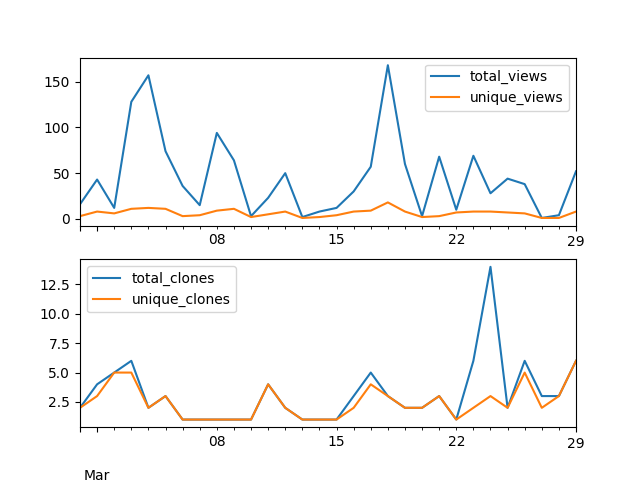 total_views
unique_views
150
100
50
0
08 15 22 29
total_clones
unique_clones
12.5
10.0
7.5
5.0
2.5
08 15 22 29
Mar